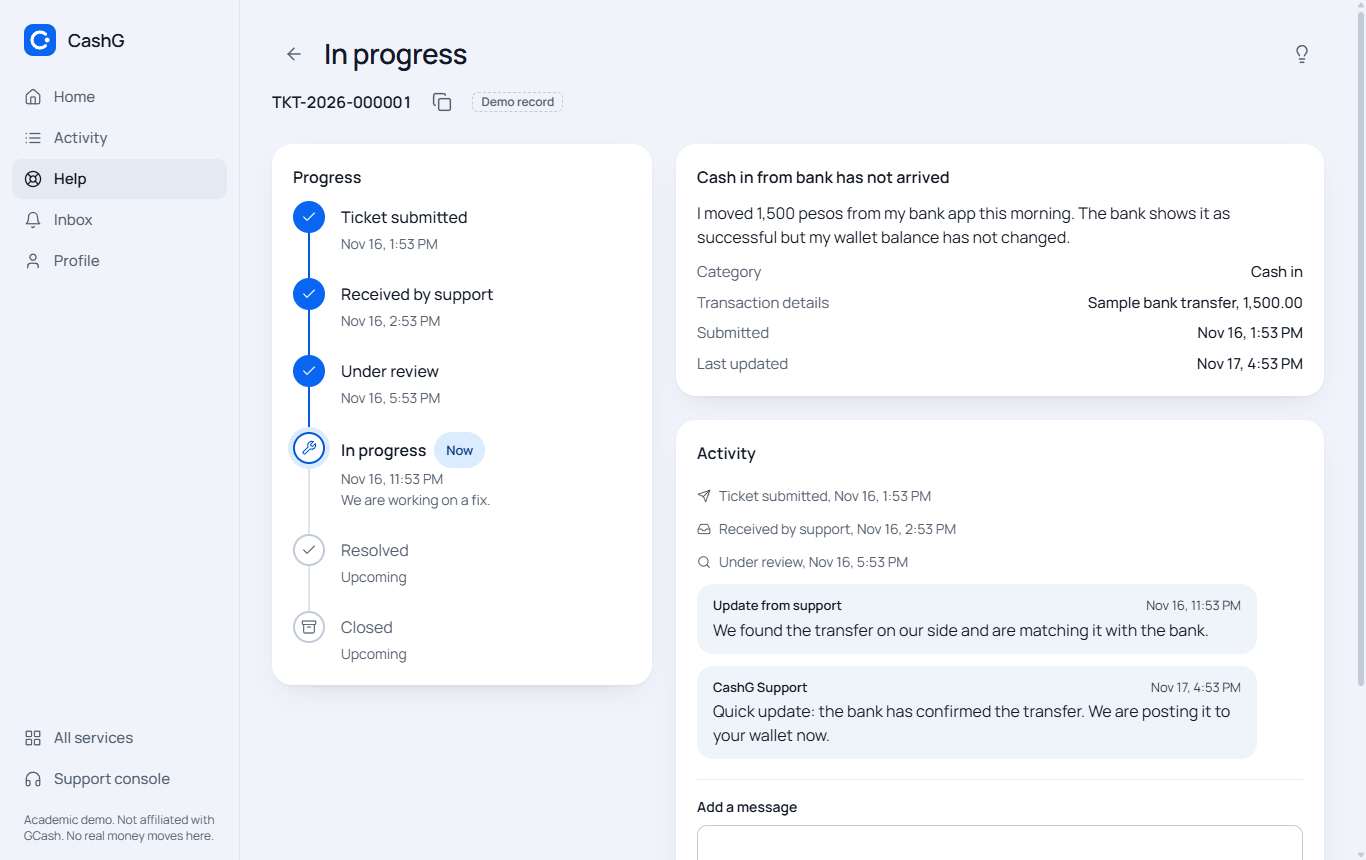 CashG
Home
Activity
Help
Inbox
Profile
All services
Support console
Academic demo. Not affiliated with
GCash. No real money moves here.
In progress
TKT-2026-000001
Demo record
Progress
Ticket submitted
Nov 16, 1:53 PM
Received by support
Nov 16, 2:53 PM
Under review
Nov 16, 5:53 PM
In progress Now
Nov 16, 11:53 PM
We are working on a fix.
Resolved
Upcoming
Closed
Upcoming
Cash in from bank has not arrived
I moved 1,500 pesos from my bank app this morning. The bank shows it as
successful but my wallet balance has not changed.
Category Cash in
Transaction details Sample bank transfer, 1,500.00
Submitted Nov 16, 1:53 PM
Last updated Nov 17, 4:53 PM
Activity
Ticket submitted, Nov 16, 1:53 PM
Received by support, Nov 16, 2:53 PM
Under review, Nov 16, 5:53 PM
Update from support Nov 16, 11:53 PM
We found the transfer on our side and are matching it with the bank.
CashG Support Nov 17, 4:53 PM
Quick update: the bank has confirmed the transfer. We are posting it to
your wallet now.
Add a message